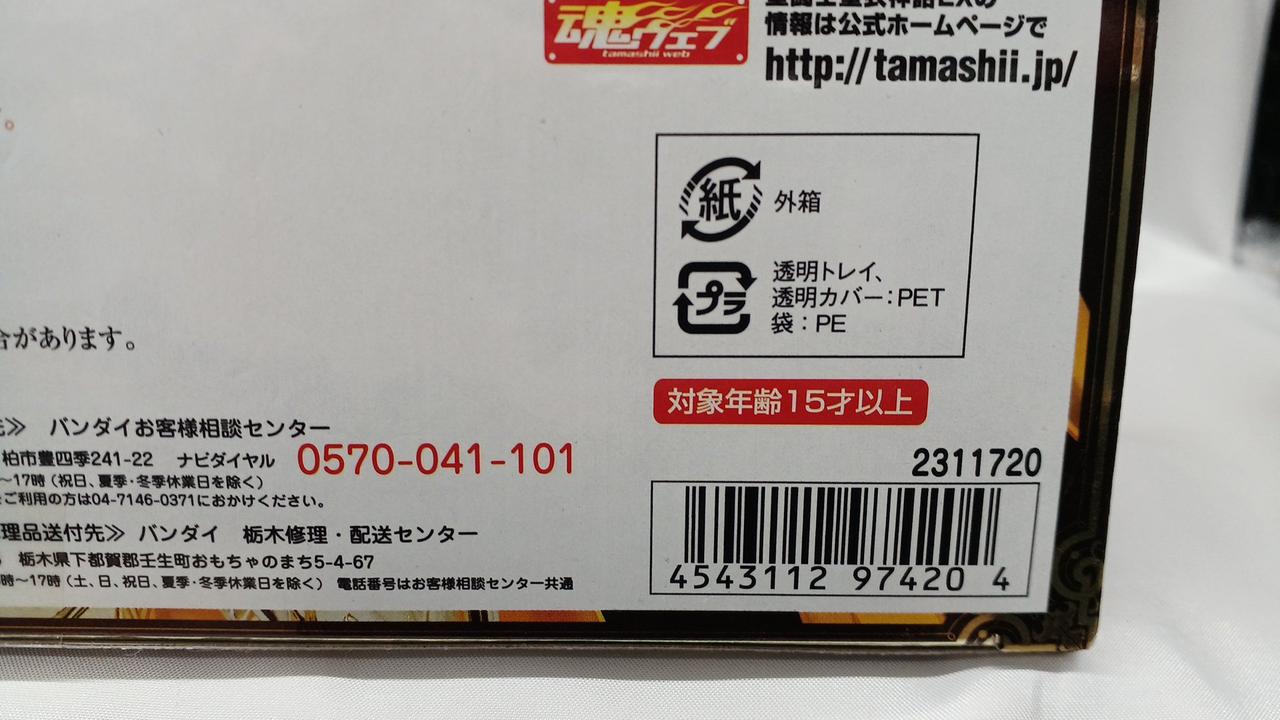 魂ウェブ
tamashii web
情報は公式ホームページで
http://tamashii.jp/
紙 外箱
プラ 透明トレイ、
透明カバー:PET
袋:PE
合があります。
対象年齢15才以上
≫ バンダイお客様相談センター
柏市豊四季241-22 ナビダイヤル 0570-041-101
～17時(祝日、夏季・冬季休業日を除く)
ご利用の方は04-7146-0371におかけください。
理品送付先≫ バンダイ 栃木修理・配送センター
栃木県下都賀郡壬生町おもちゃのまち5-4-67
時～17時(土、日、祝日、夏季・冬季休業日を除く) 電話番号はお客様相談センター共通
2311720
4543112 97420 4